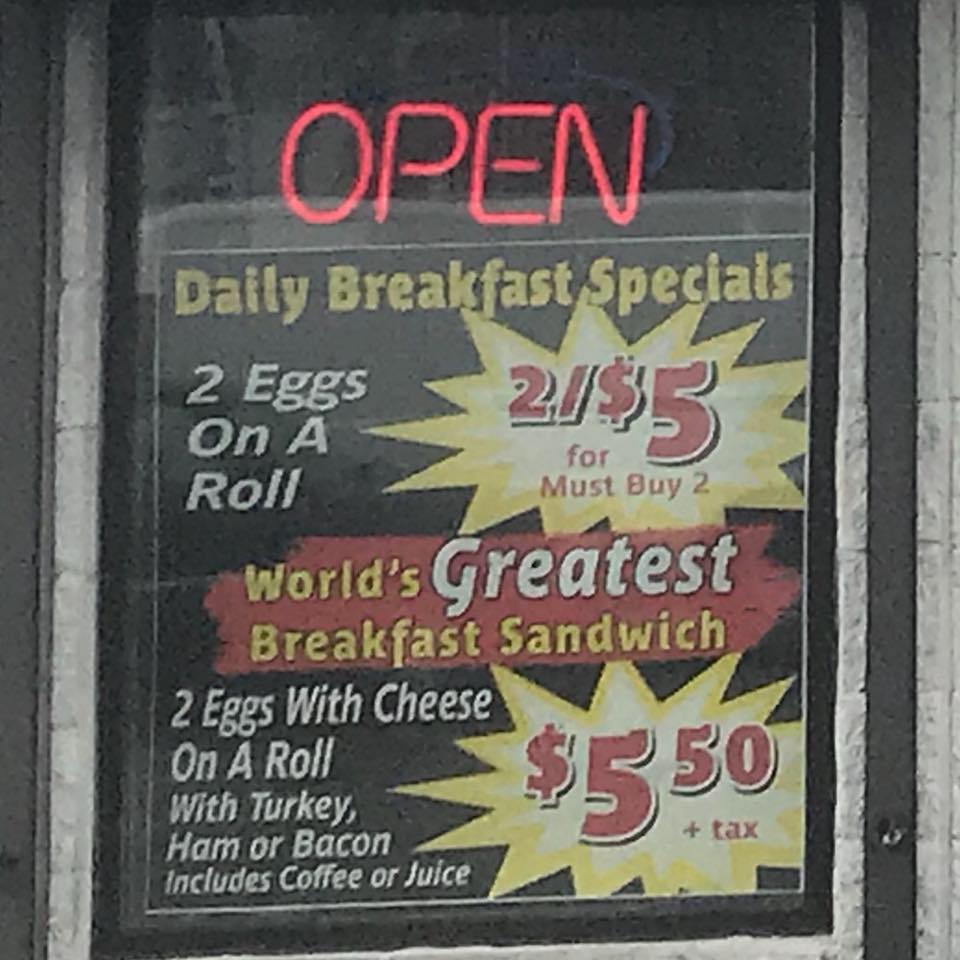 OPEN
Daily Breakfast Specials
2 Eggs
On A
Roll
2/$5
for
Must Buy 2
World's Greatest
Breakfast Sandwich
2 Eggs With Cheese
On A Roll
With Turkey,
Ham or Bacon
Includes Coffee or Juice
$5 50
+ tax